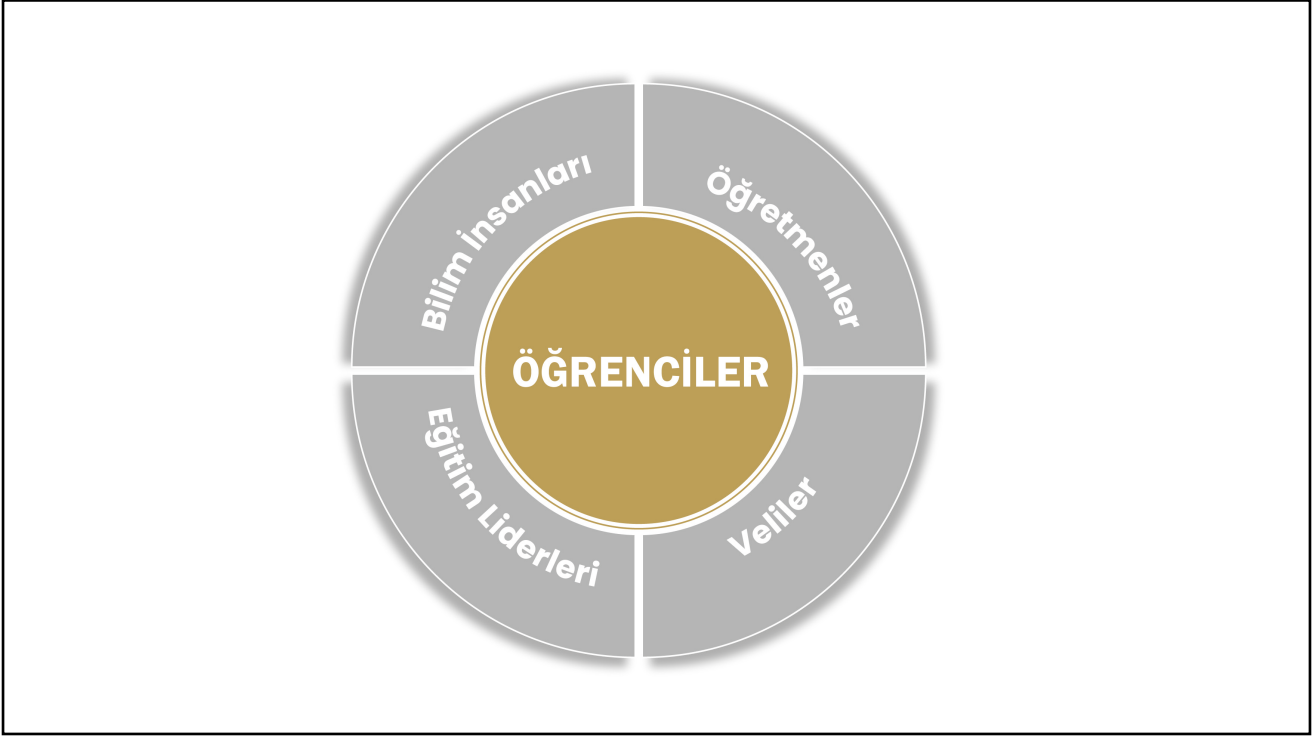 Bilim İnsanları
Öğretmenler
ÖĞRENCİLER
Eğitim Liderleri
Veliler